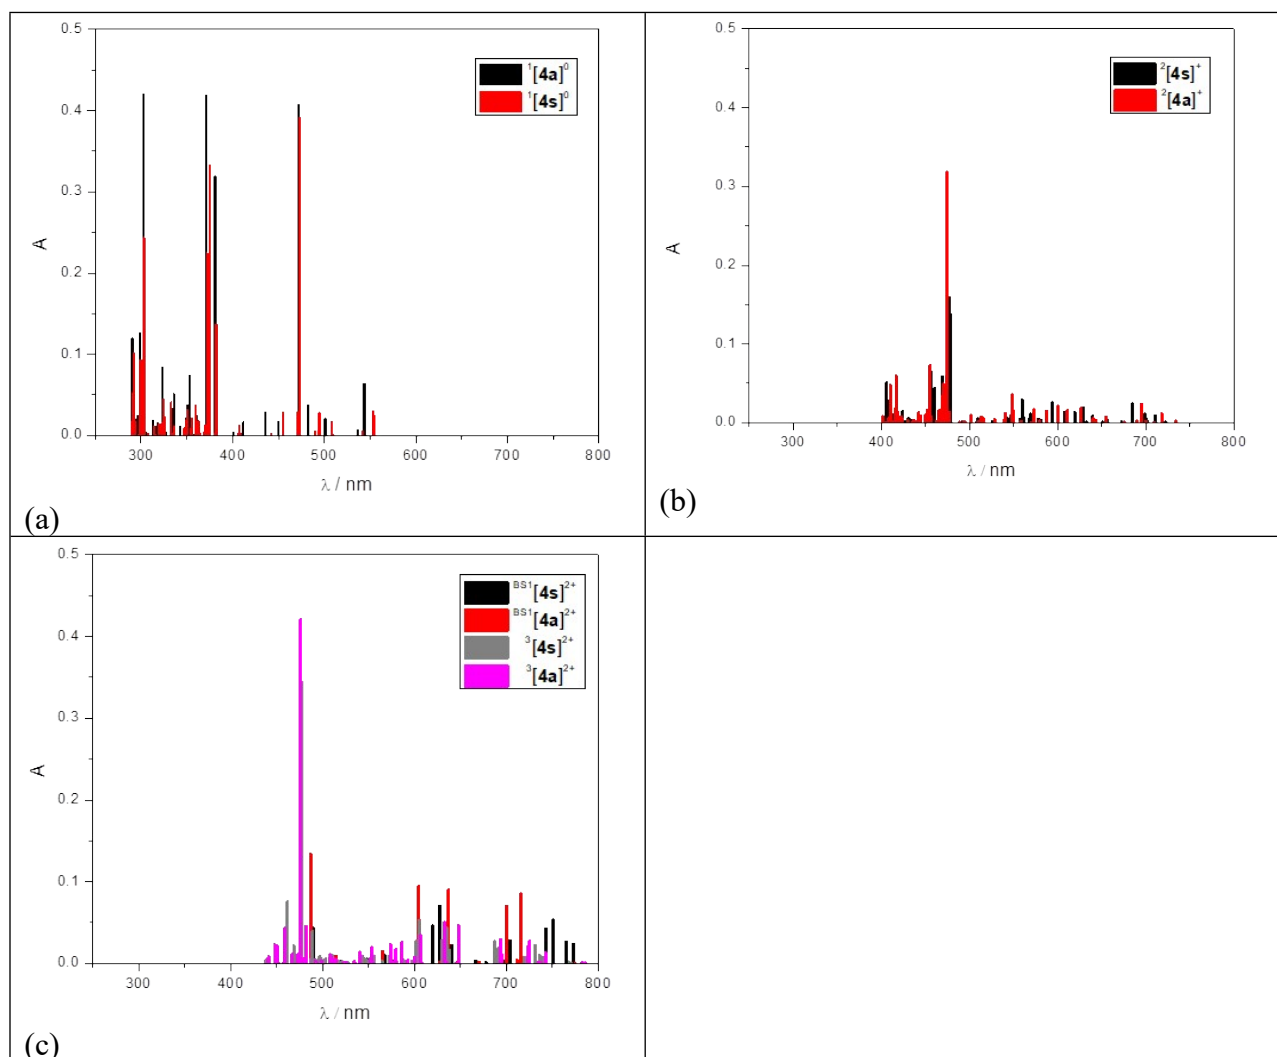 0.5
0.4
0.3
0.2
0.1
0.0
A
300 400 500 600 700 800
λ / nm
¹[4a]⁰
¹[4s]⁰
(a)
0.5
0.4
0.3
0.2
0.1
0.0
A
300 400 500 600 700 800
λ / nm
²[4s]⁺
²[4a]⁺
(b)
0.5
0.4
0.3
0.2
0.1
0.0
A
300 400 500 600 700 800
λ / nm
BS1[4s]²⁺
BS1[4a]²⁺
³[4s]²⁺
³[4a]²⁺
(c)